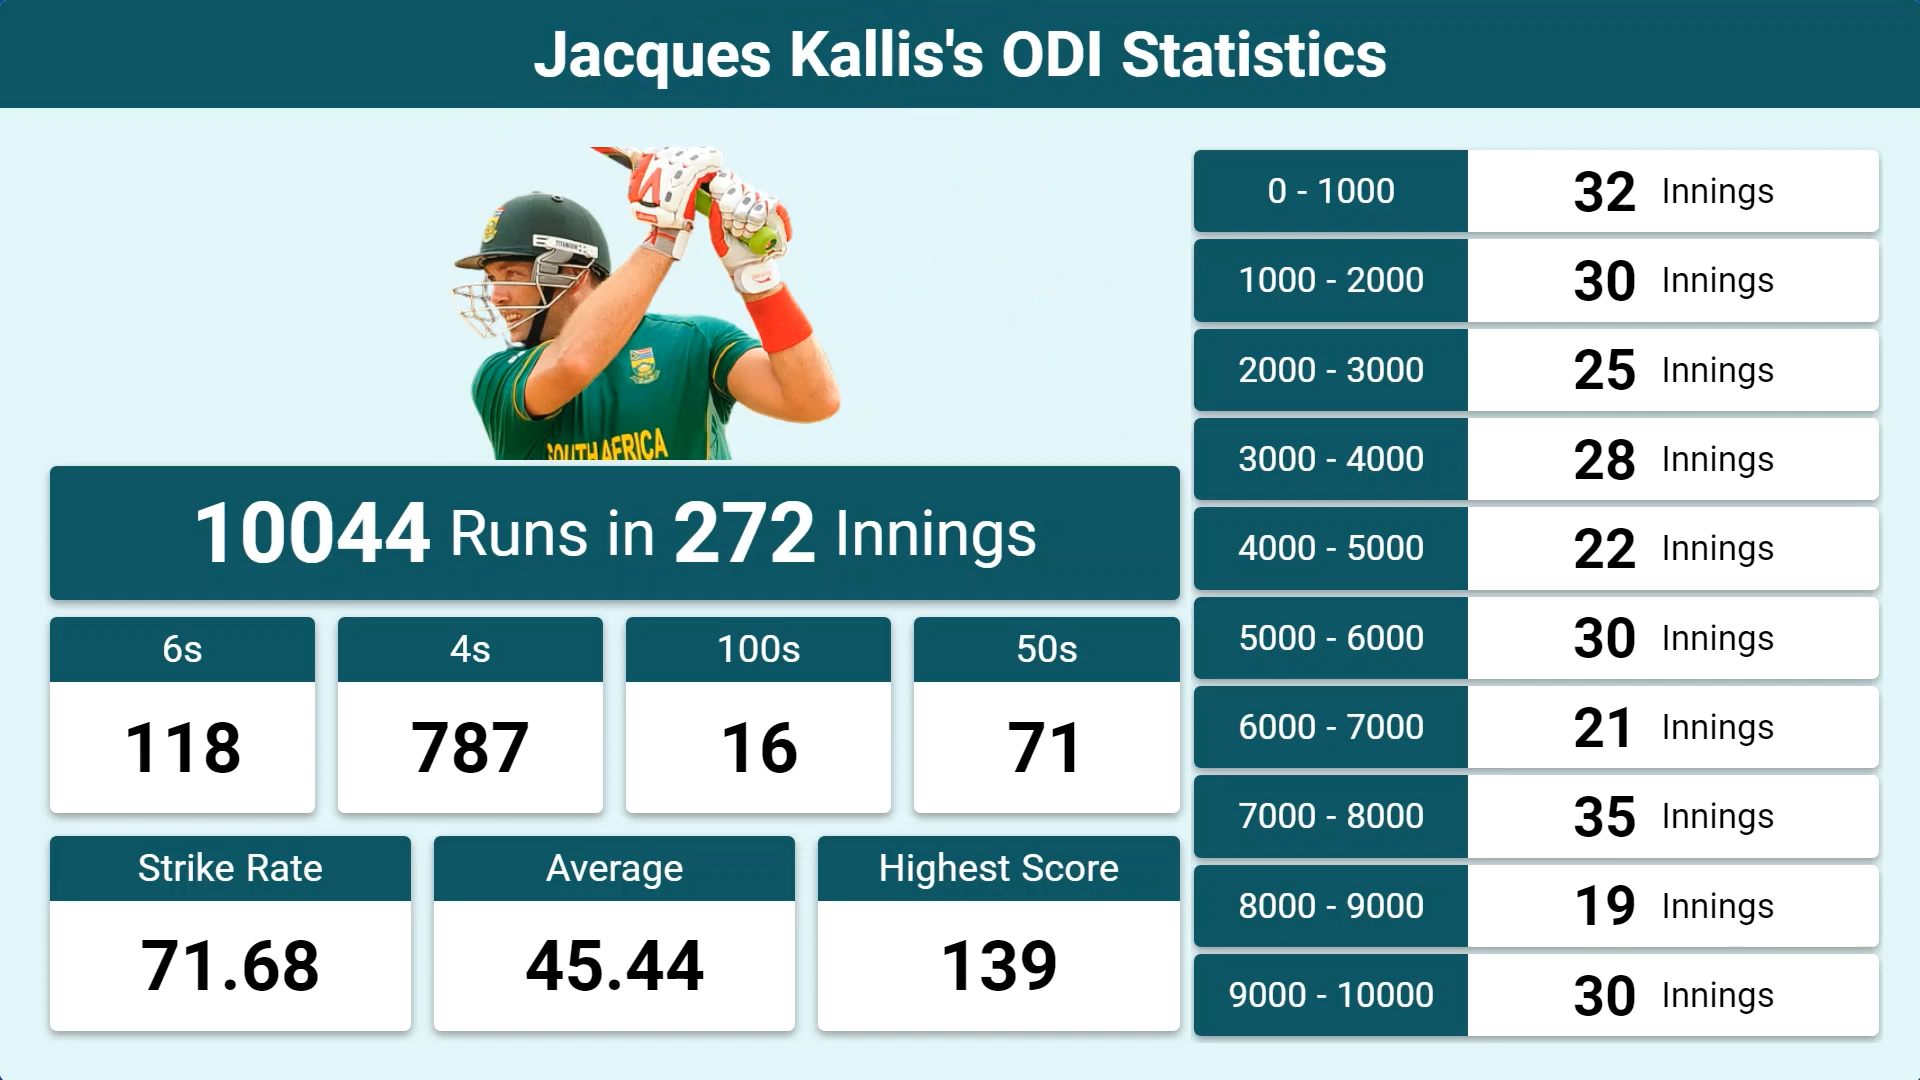 Jacques Kallis's ODI Statistics
TITANIUM
SOUTH AFRICA
10044 Runs in 272 Innings
6s
118
4s
787
100s
16
50s
71
Strike Rate
71.68
Average
45.44
Highest Score
139
0 - 1000 32 Innings
1000 - 2000 30 Innings
2000 - 3000 25 Innings
3000 - 4000 28 Innings
4000 - 5000 22 Innings
5000 - 6000 30 Innings
6000 - 7000 21 Innings
7000 - 8000 35 Innings
8000 - 9000 19 Innings
9000 - 10000 30 Innings